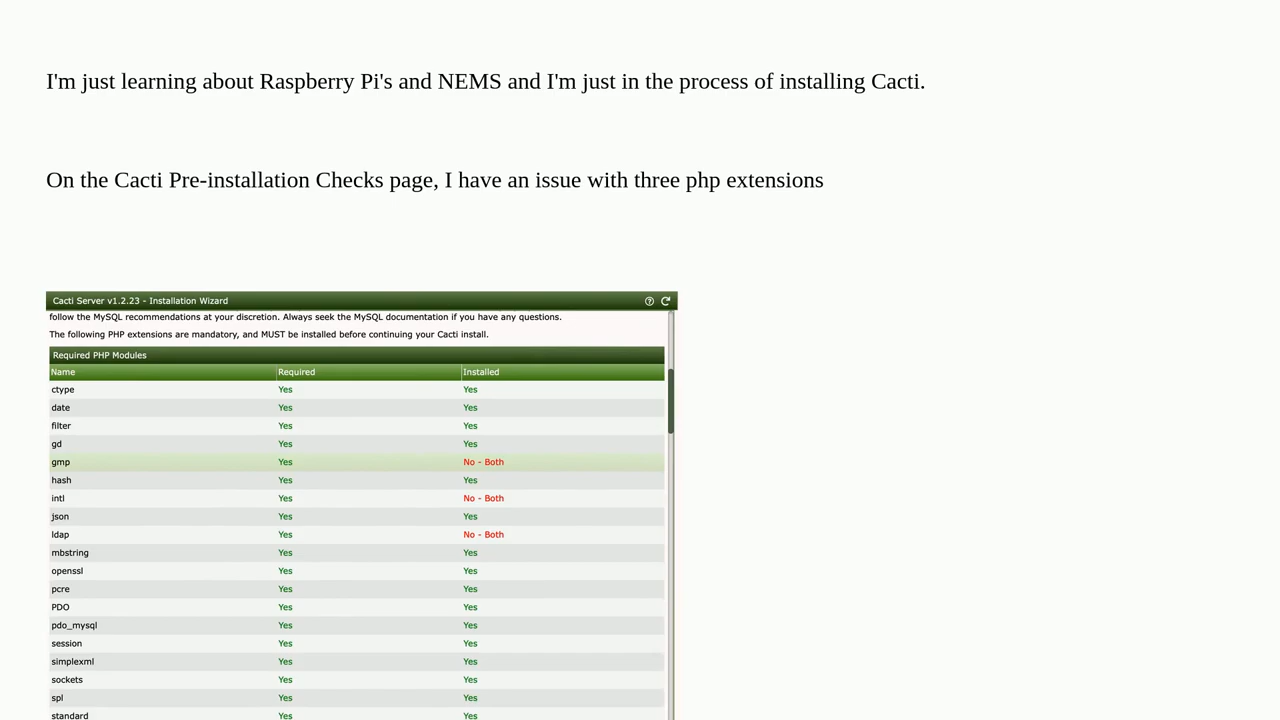 I'm just learning about Raspberry Pi's and NEMS and I'm just in the process of installing Cacti.
On the Cacti Pre-installation Checks page, I have an issue with three php extensions
Cacti Server v1.2.23 - Installation Wizard
follow the MySQL recommendations at your discretion. Always seek the MySQL documentation if you have any questions.
The following PHP extensions are mandatory, and MUST be installed before continuing your Cacti install.
Required PHP Modules
Name Required Installed
ctype Yes Yes
date Yes Yes
filter Yes Yes
gd Yes Yes
gmp Yes No - Both
hash Yes Yes
intl Yes No - Both
json Yes Yes
ldap Yes No - Both
mbstring Yes Yes
openssl Yes Yes
pcre Yes Yes
PDO Yes Yes
pdo_mysql Yes Yes
session Yes Yes
simplexml Yes Yes
sockets Yes Yes
spl Yes Yes
standard Yes Yes